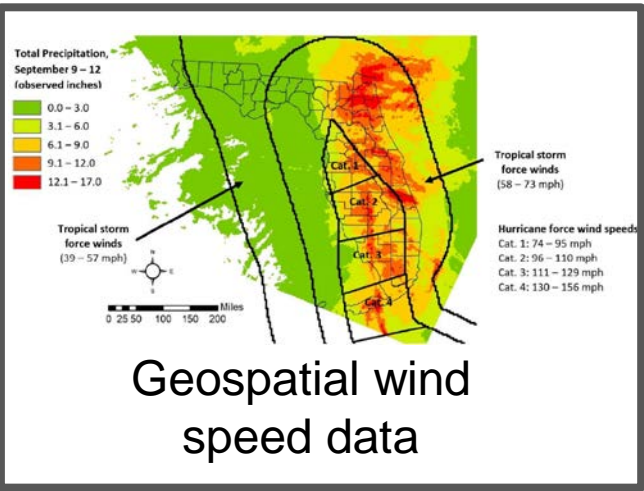 Total Precipitation,
September 9 – 12
(observed inches)
0.0 – 3.0
3.1 – 6.0
6.1 – 9.0
9.1 – 12.0
12.1 – 17.0
Cat. 1
Cat. 2
Cat. 3
Cat. 4
Tropical storm
force winds
(39 – 57 mph)
N
W
E
S
Miles
0 25 50 100 150 200
Tropical storm
force winds
(58 – 73 mph)
Hurricane force wind speeds
Cat. 1: 74 – 95 mph
Cat. 2: 96 – 110 mph
Cat. 3: 111 – 129 mph
Cat. 4: 130 – 156 mph
Geospatial wind
speed data